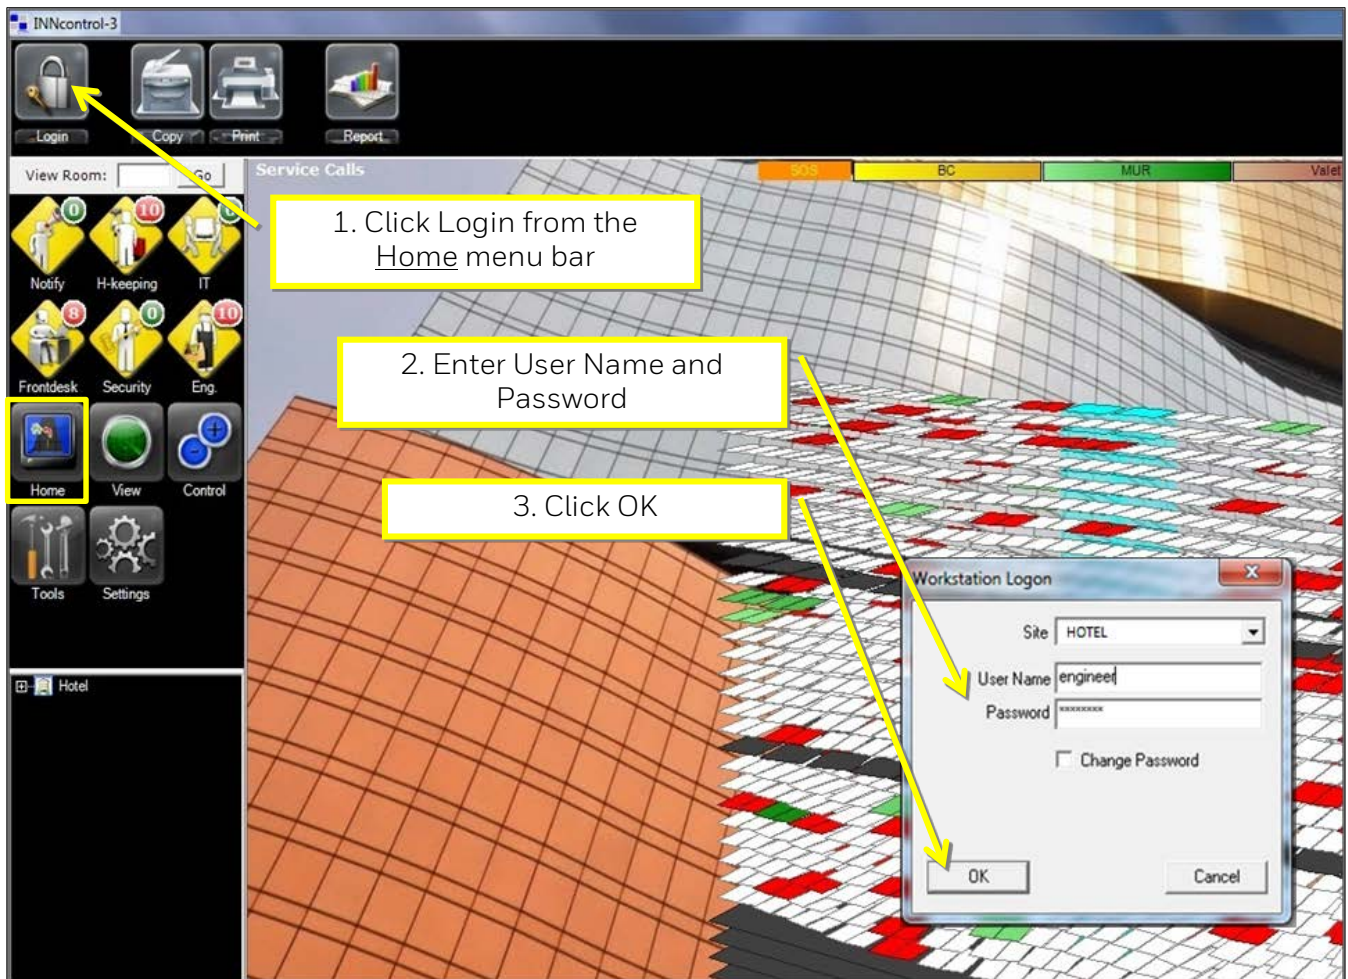 INNcontrol-3
Login
Copy
Print
Report
View Room:
Go
Service Calls
SOS
BC
MUR
Valet
1. Click Login from the
Home menu bar
0
10
0
Notify
H-keeping
IT
8
0
10
Frontdesk
Security
Eng.
2. Enter User Name and
Password
Home
View
Control
3. Click OK
Tools
Settings
Workstation Logon
Site
HOTEL
User Name
engineer
Password
********
Change Password
OK
Cancel
Hotel